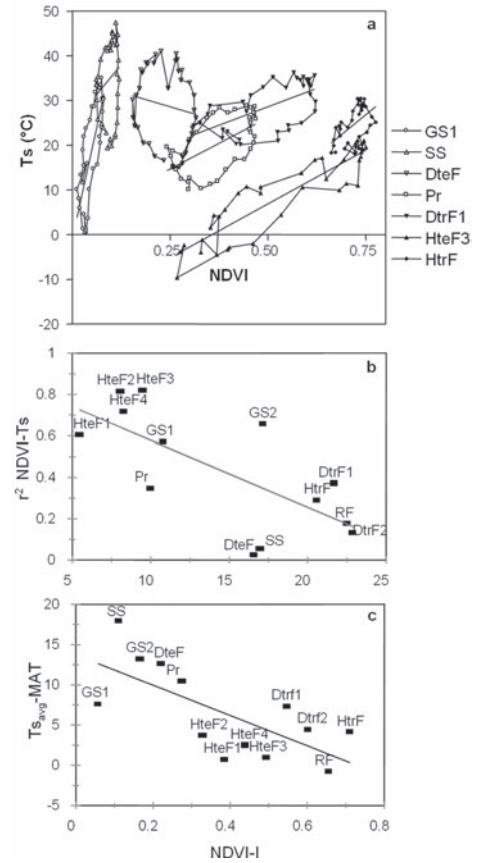 a
50
40
30
20
10
0
-10
-20
Ts (°C)
0.25 0.50 0.75
NDVI
GS1
SS
DteF
Pr
DtrF1
HteF3
HtrF
b
1
0.8
0.6
0.4
0.2
0
r² NDVI-Ts
HteF2 HteF3
HteF4
HteF1
GS1
GS2
Pr
DtrF1
HtrF
RF
DteF SS
DtrF2
5 10 15 20 25
c
20
15
10
5
0
-5
Ts avg-MAT
SS
GS2 DteF
Pr
GS1
Dtrf1
HteF2
Dtrf2
HtrF
HteF4
HteF1 HteF3
RF
0 0.2 0.4 0.6 0.8
NDVI-I